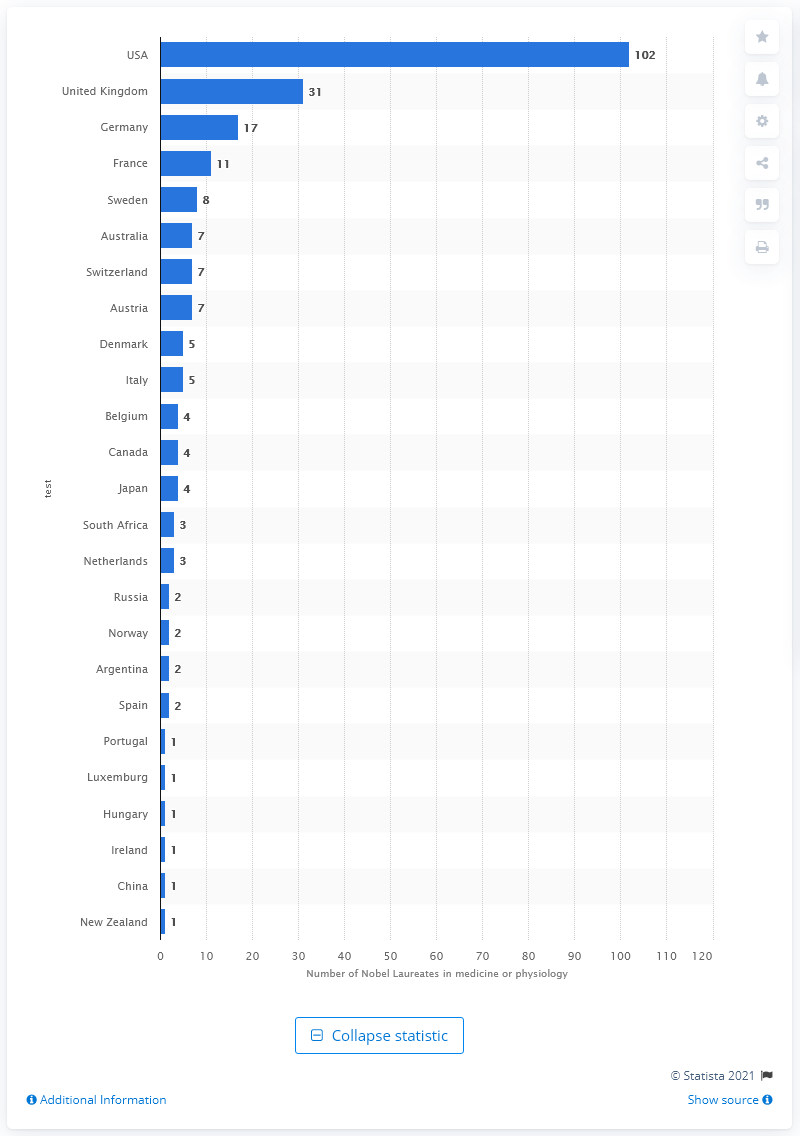 USA 102
United Kingdom 31
Germany 17
France 11
Sweden 8
Australia 7
Switzerland 7
Austria 7
Denmark 5
Italy 5
Belgium 4
Canada 4
test
Japan 4
South Africa 3
Netherlands 3
Russia 2
Norway 2
Argentina 2
Spain 2
Portugal 1
Luxemburg 1
Hungary 1
Ireland 1
China 1
New Zealand 1
0 10 20 30 40 50 60 70 80 90 100 110 120
Number of Nobel Laureates in medicine or physiology
Collapse statistic
© Statista 2021
Additional Information
Show source